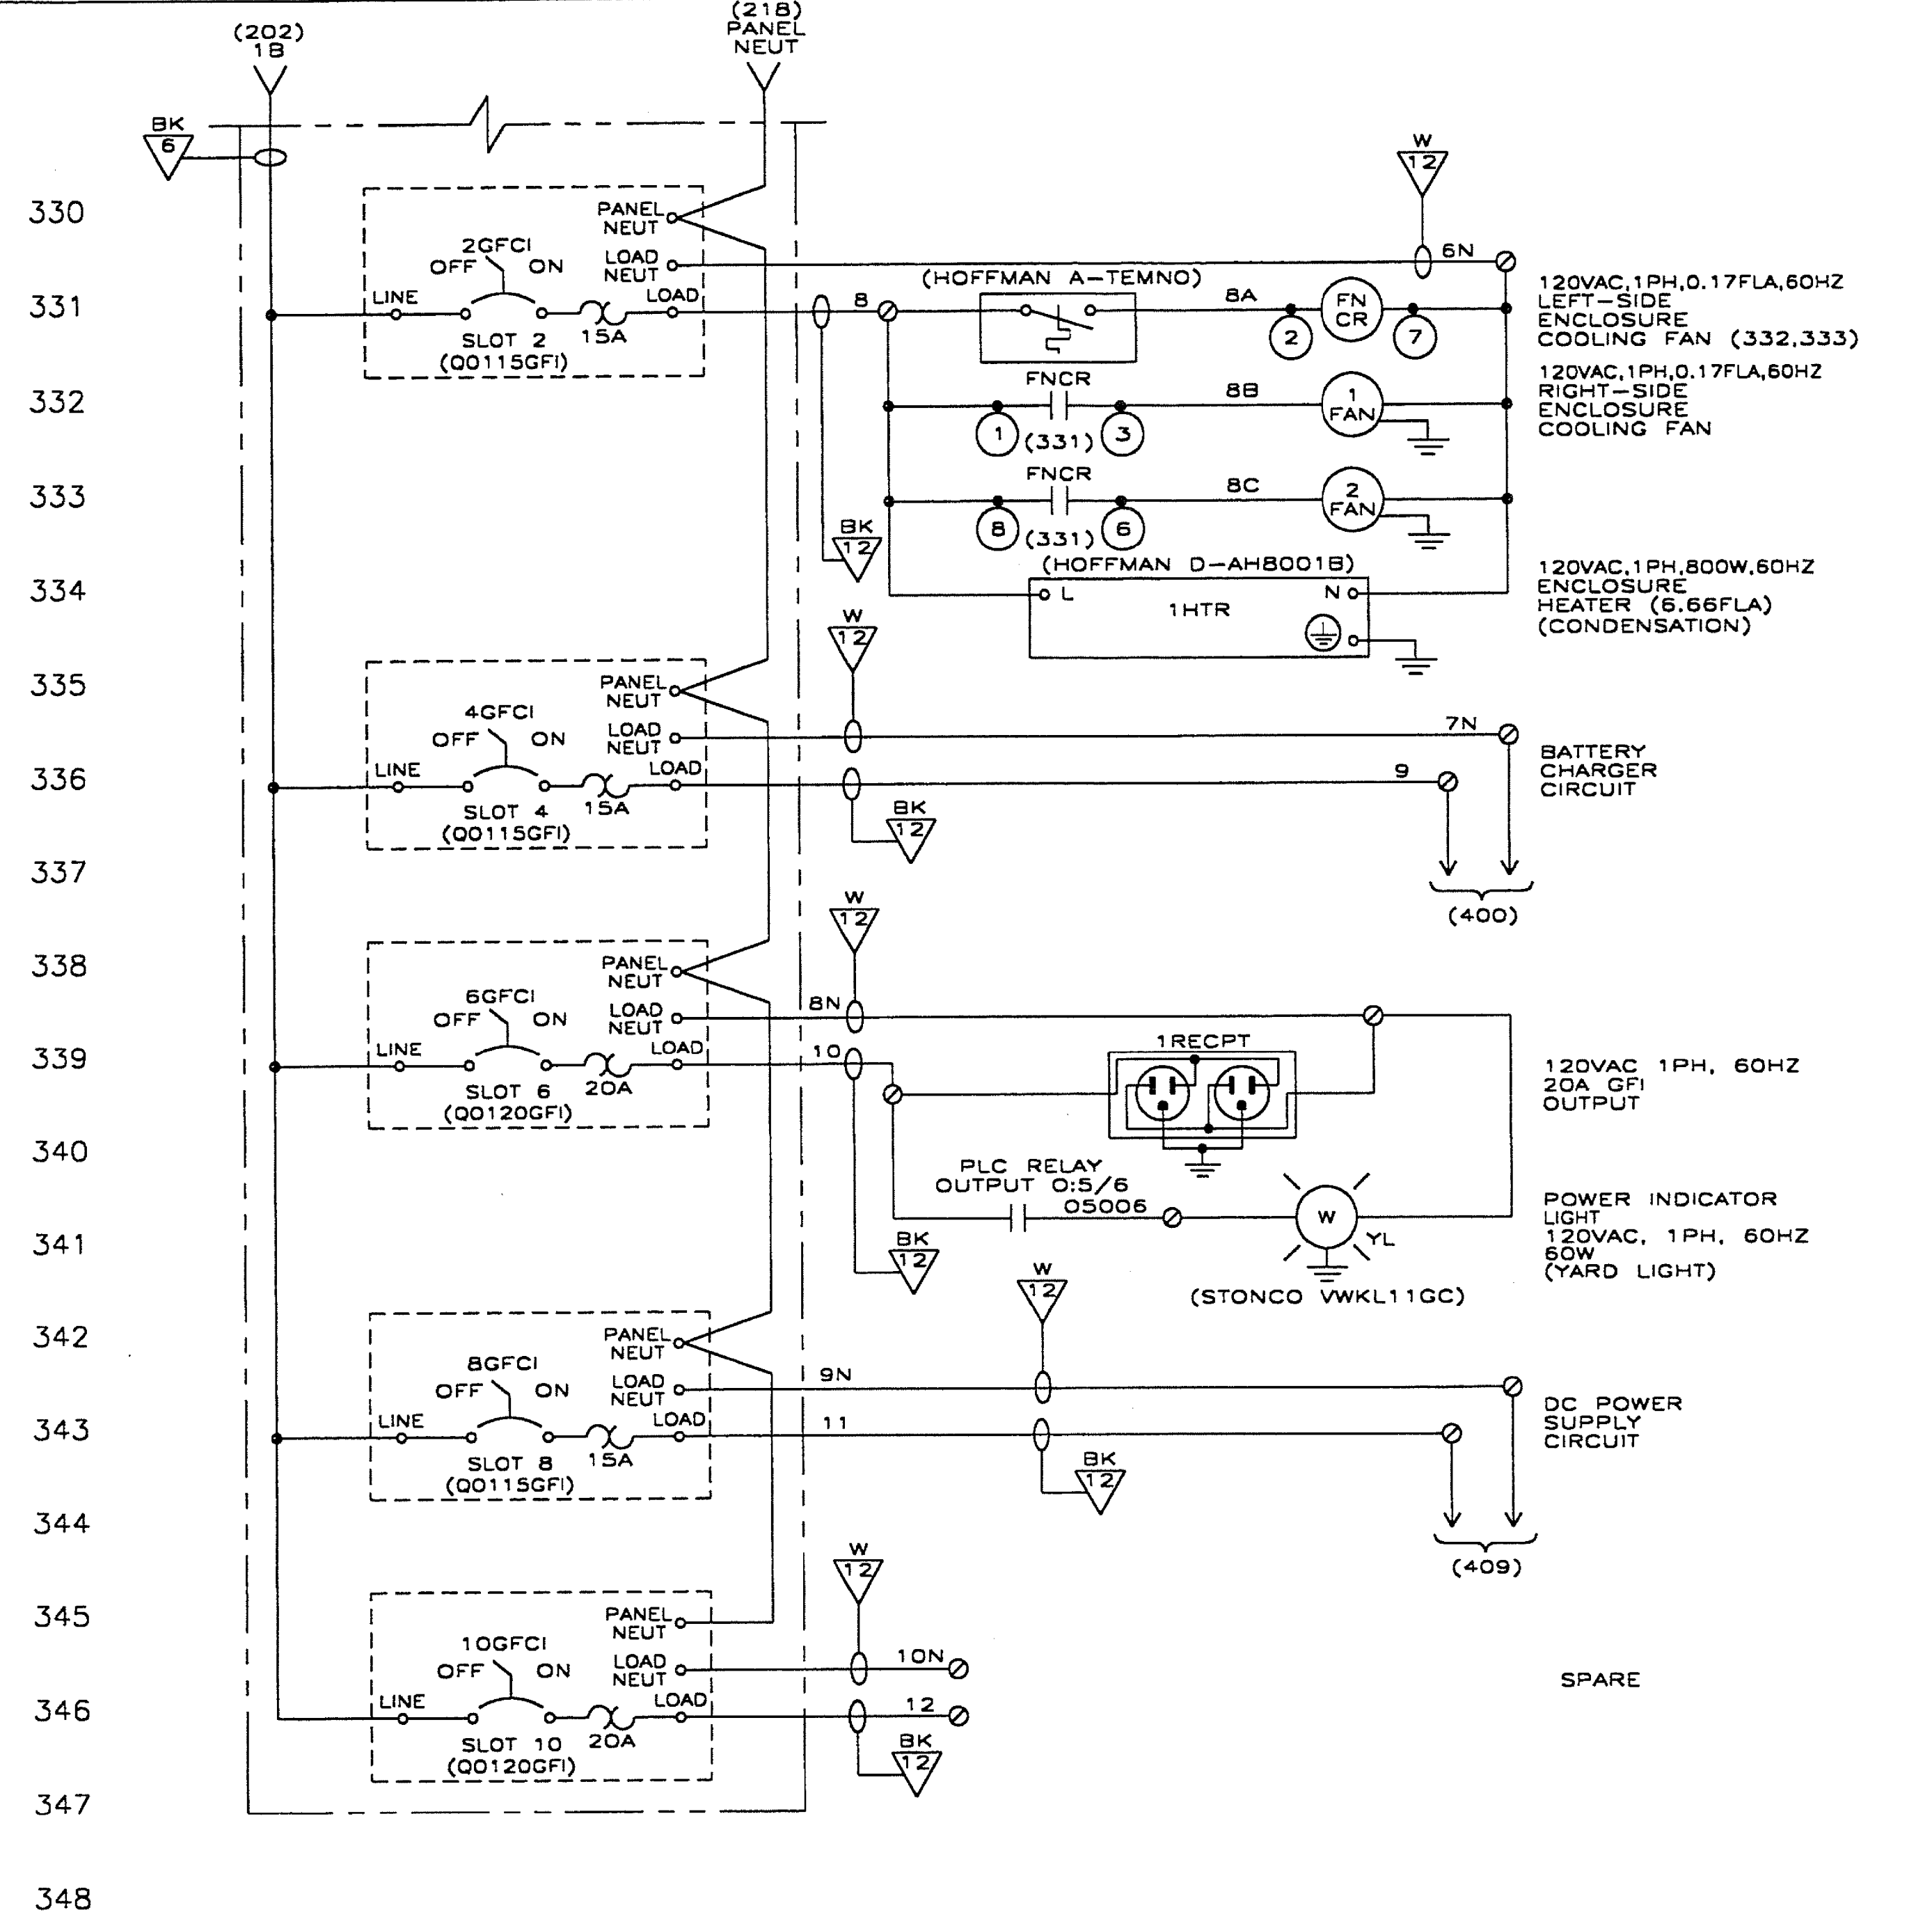 (202)
1B
(218)
PANEL
NEUT
BK
6
W
12
330
PANEL
NEUT
2GFCI
OFF ON
LOAD
NEUT
6N
(HOFFMAN A-TEMNO)
331
LINE
LOAD
15A
SLOT 2
(QO115GFI)
8
8A
2
FN
CR
7
120VAC,1PH,0.17FLA,60HZ
LEFT-SIDE
ENCLOSURE
COOLING FAN (332,333)
332
FNCR
1
(331)
3
8B
1
FAN
120VAC,1PH,0.17FLA,60HZ
RIGHT-SIDE
ENCLOSURE
COOLING FAN
333
FNCR
8
(331)
6
8C
2
FAN
BK
12
334
(HOFFMAN D-AH8001B)
L
1HTR
N
120VAC,1PH,800W,60HZ
ENCLOSURE
HEATER (6.66FLA)
(CONDENSATION)
W
12
335
PANEL
NEUT
4GFCI
OFF ON
LOAD
NEUT
7N
336
LINE
LOAD
15A
SLOT 4
(QO115GFI)
9
BK
12
BATTERY
CHARGER
CIRCUIT
337
(400)
W
12
338
PANEL
NEUT
6GFCI
OFF ON
LOAD
NEUT
8N
339
LINE
LOAD
20A
SLOT 6
(QO120GFI)
10
1RECPT
120VAC 1PH, 60HZ
20A GFI
OUTPUT
340
PLC RELAY
OUTPUT O:5/6
O5006
W
YL
POWER INDICATOR
LIGHT
120VAC, 1PH, 60HZ
60W
(YARD LIGHT)
341
BK
12
(STONCO VWKL11GC)
W
12
342
PANEL
NEUT
8GFCI
OFF ON
LOAD
NEUT
9N
343
LINE
LOAD
15A
SLOT 8
(QO115GFI)
11
BK
12
DC POWER
SUPPLY
CIRCUIT
344
(409)
W
12
345
PANEL
NEUT
10GFCI
OFF ON
LOAD
NEUT
10N
346
LINE
LOAD
20A
SLOT 10
(QO120GFI)
12
BK
12
SPARE
347
348